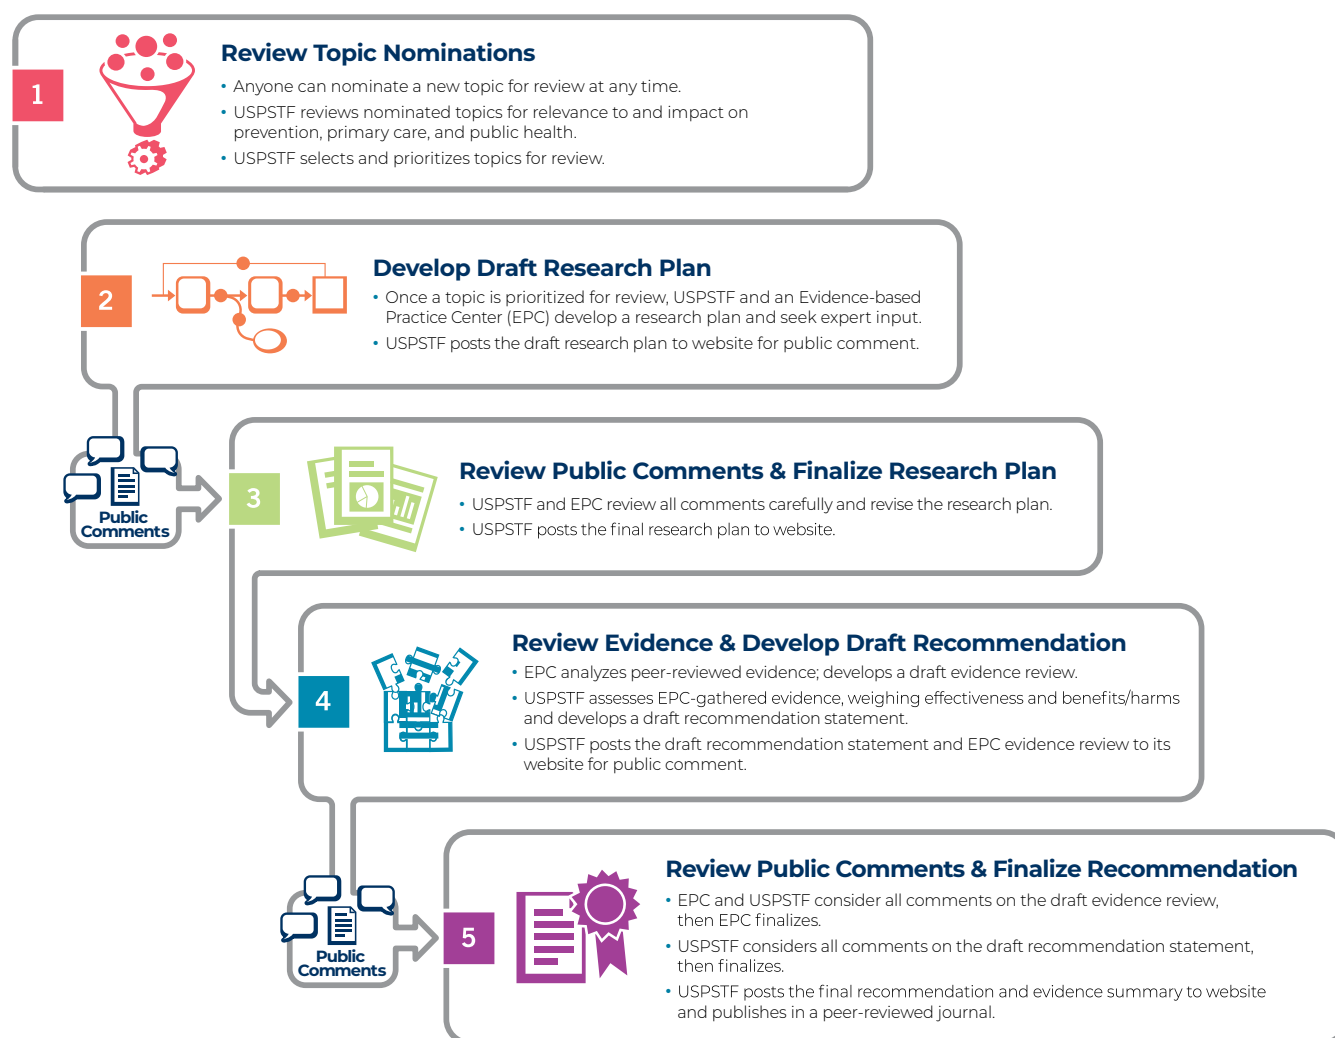 1
Review Topic Nominations
• Anyone can nominate a new topic for review at any time.
• USPSTF reviews nominated topics for relevance to and impact on
prevention, primary care, and public health.
• USPSTF selects and prioritizes topics for review.
2
Develop Draft Research Plan
• Once a topic is prioritized for review, USPSTF and an Evidence-based
Practice Center (EPC) develop a research plan and seek expert input.
• USPSTF posts the draft research plan to website for public comment.
Public
Comments
3
Review Public Comments & Finalize Research Plan
• USPSTF and EPC review all comments carefully and revise the research plan.
• USPSTF posts the final research plan to website.
4
Review Evidence & Develop Draft Recommendation
• EPC analyzes peer-reviewed evidence; develops a draft evidence review.
• USPSTF assesses EPC-gathered evidence, weighing effectiveness and benefits/harms
and develops a draft recommendation statement.
• USPSTF posts the draft recommendation statement and EPC evidence review to its
website for public comment.
Public
Comments
5
Review Public Comments & Finalize Recommendation
• EPC and USPSTF consider all comments on the draft evidence review,
then EPC finalizes.
• USPSTF considers all comments on the draft recommendation statement,
then finalizes.
• USPSTF posts the final recommendation and evidence summary to website
and publishes in a peer-reviewed journal.